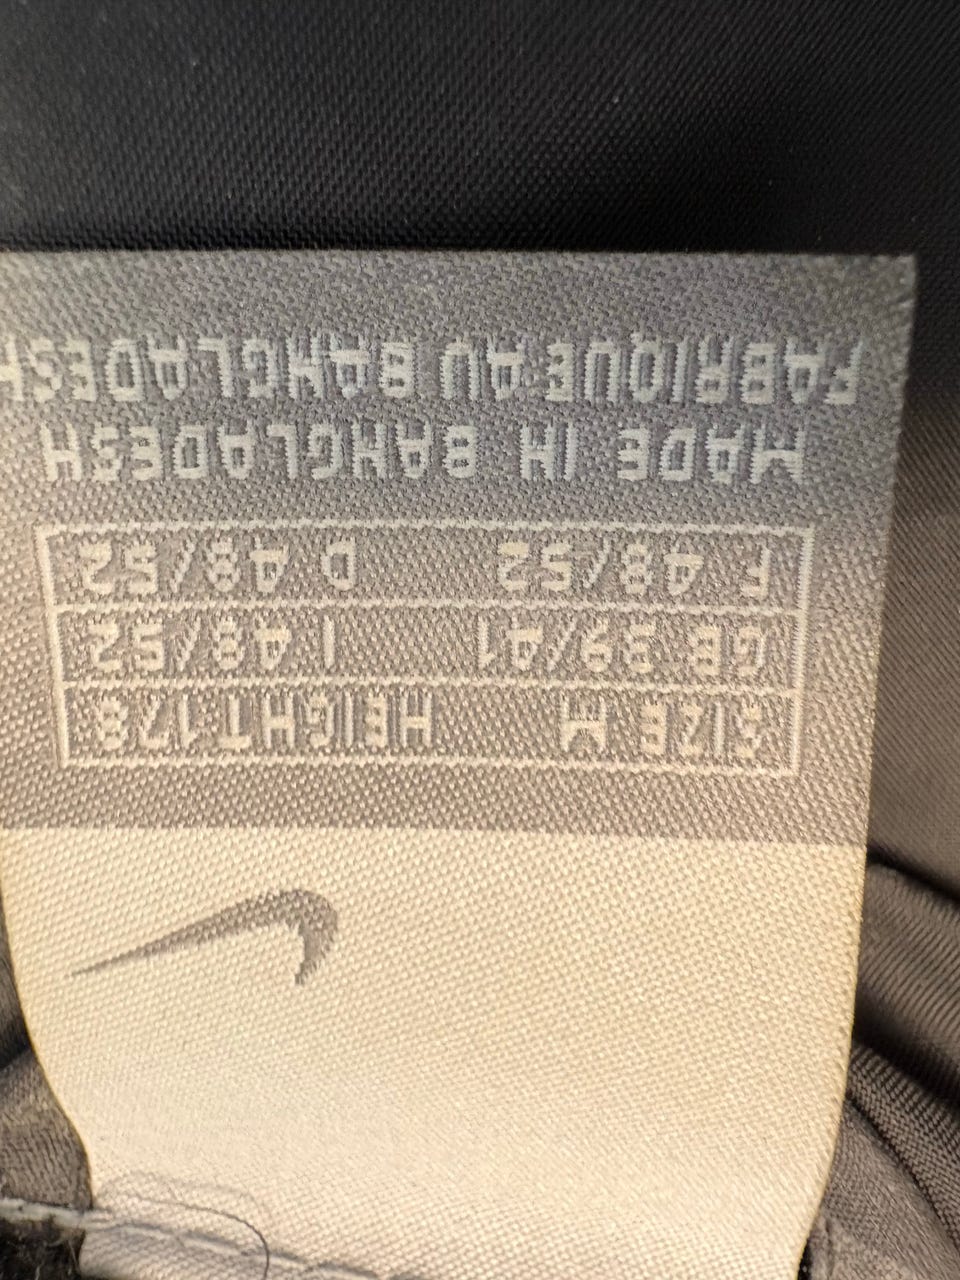 SIZE M HEIGHT 178
GB 39/41 I 48/52
F 48/52 D 48/52
MADE IN BANGLADESH
FABRIQUE AU BANGLADESH